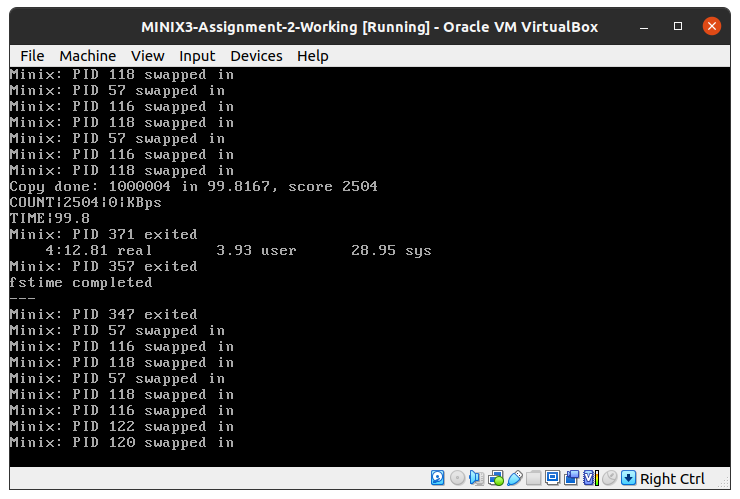 MINIX3-Assignment-2-Working [Running] - Oracle VM VirtualBox
File Machine View Input Devices Help
Minix: PID 118 swapped in
Minix: PID 57 swapped in
Minix: PID 116 swapped in
Minix: PID 118 swapped in
Minix: PID 57 swapped in
Minix: PID 116 swapped in
Minix: PID 118 swapped in
Copy done: 1000004 in 99.8167, score 2504
COUNT|2504|0|KBps
TIME|99.8
Minix: PID 371 exited
4:12.81 real 3.93 user 28.95 sys
Minix: PID 357 exited
fstime completed
---
Minix: PID 347 exited
Minix: PID 57 swapped in
Minix: PID 116 swapped in
Minix: PID 118 swapped in
Minix: PID 57 swapped in
Minix: PID 118 swapped in
Minix: PID 116 swapped in
Minix: PID 122 swapped in
Minix: PID 120 swapped in
Right Ctrl